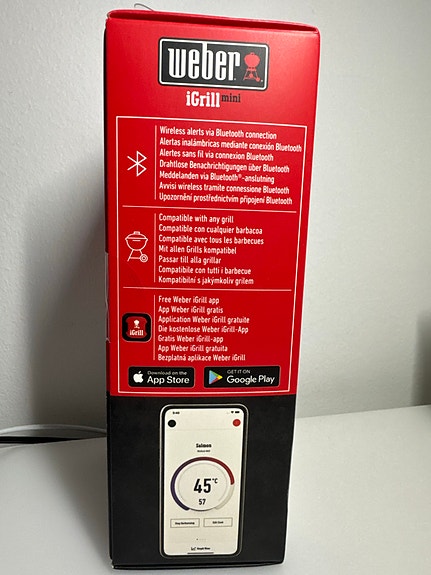 weber
iGrill mini
Wireless alerts via Bluetooth connection
Alertas inalámbricas mediante conexión Bluetooth
Alertes sans fil via connexion Bluetooth
Drahtlose Benachrichtigungen über Bluetooth
Meddelanden via Bluetooth®-anslutning
Avvisi wireless tramite connessione Bluetooth
Upozornění prostřednictvím připojení Bluetooth
Compatible with any grill
Compatible con cualquier barbacoa
Compatible avec tous les barbecues
Mit allen Grills kompatibel
Passar till alla grillar
Compatibile con tutti i barbecue
Kompatibilní s jakýmkoliv grilem
Free Weber iGrill app
App Weber iGrill gratis
Application Weber iGrill gratuite
Die kostenlose Weber iGrill-App
Gratis Weber iGrill-app
App Weber iGrill gratuita
Bezplatná aplikace Weber iGrill
iGrill
Download on the
App Store
GET IT ON
Google Play
9:40
Salmon
45°C
57